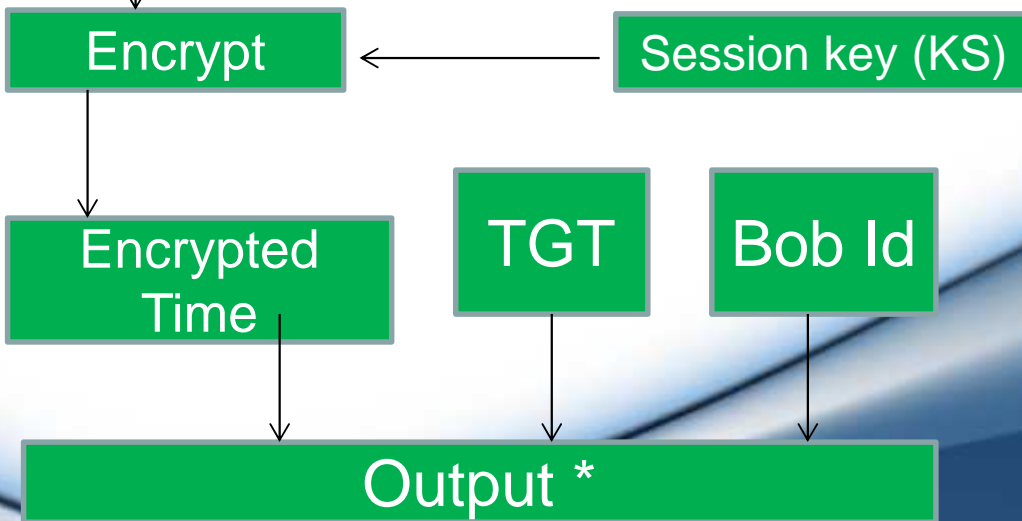 Encrypt
Session key (KS)
Encrypted
Time
TGT
Bob Id
Output *